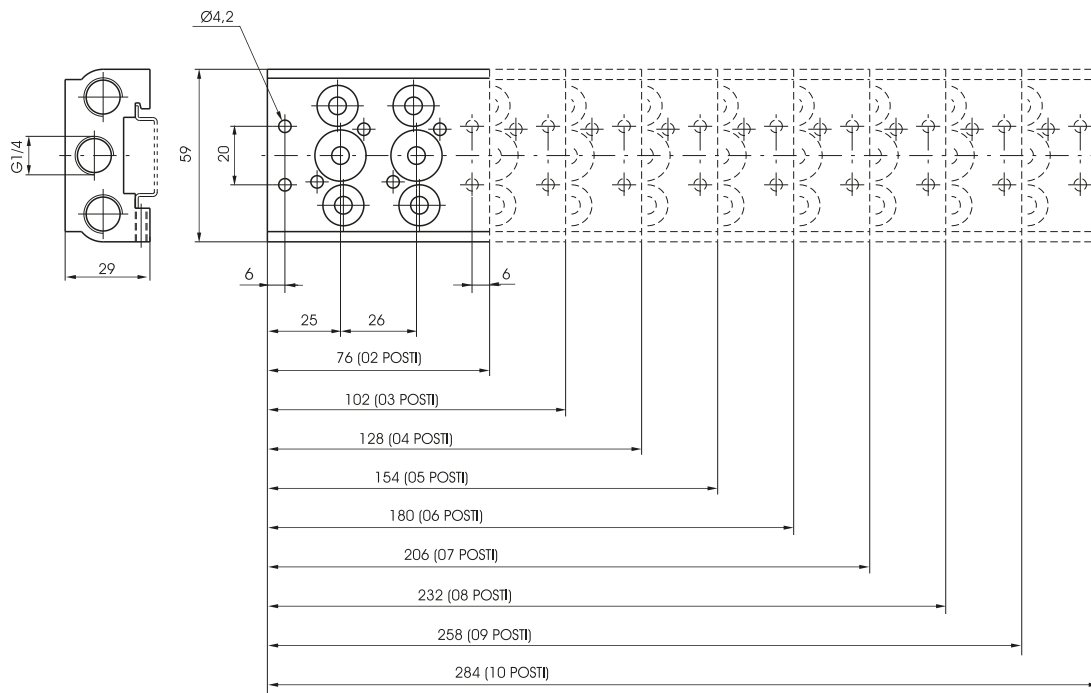 Ø4,2
G1/4
59
20
29
6
6
25
26
76 (02 POSTI)
102 (03 POSTI)
128 (04 POSTI)
154 (05 POSTI)
180 (06 POSTI)
206 (07 POSTI)
232 (08 POSTI)
258 (09 POSTI)
284 (10 POSTI)